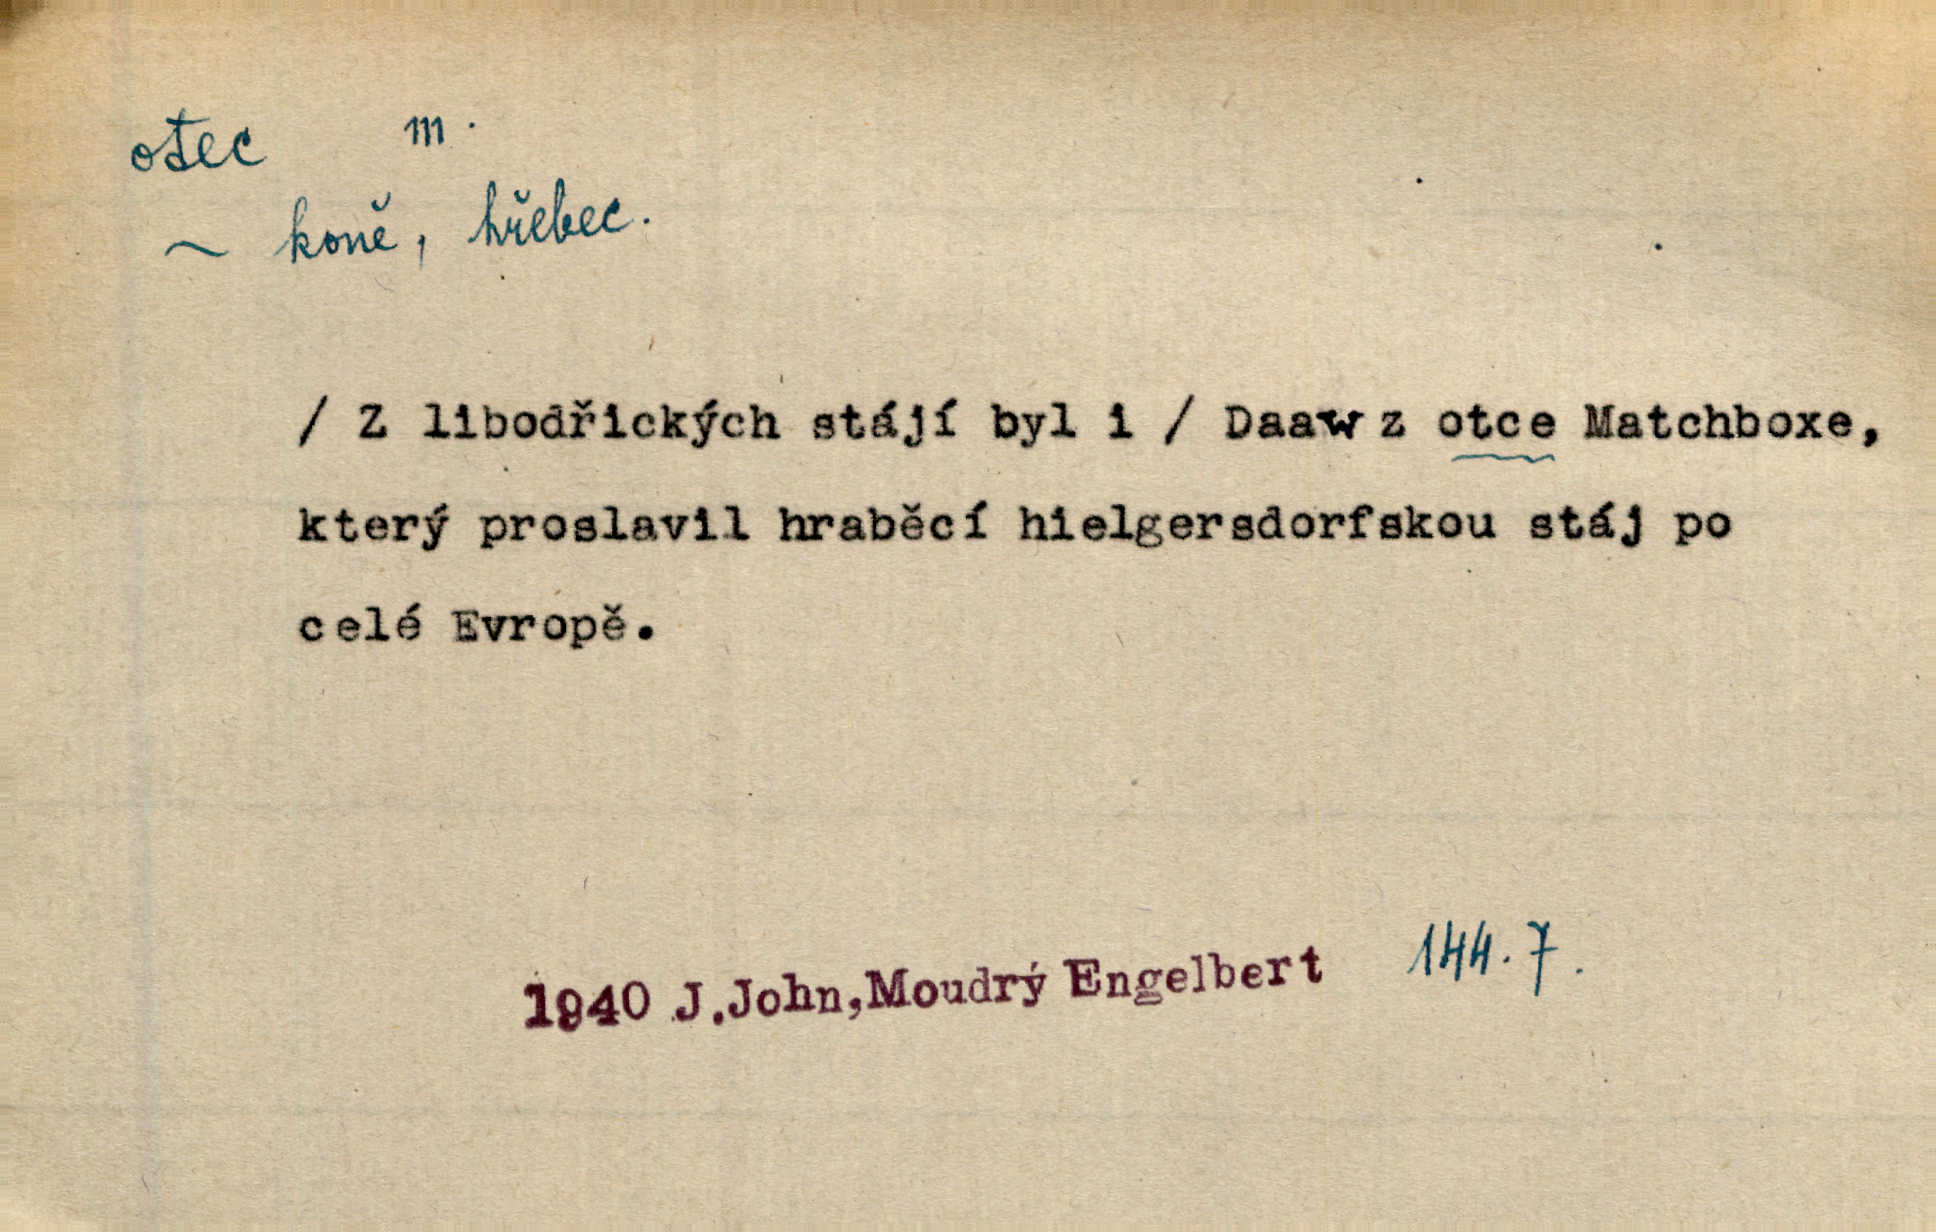 otec m.
~ koně, hřebec.
/ Z libodřických stájí byl i / Daaw z otce Matchboxe,
který proslavil hraběcí hielgersdorfskou stáj po
celé Evropě.
1940 J.John,Moudrý Engelbert 144.7.